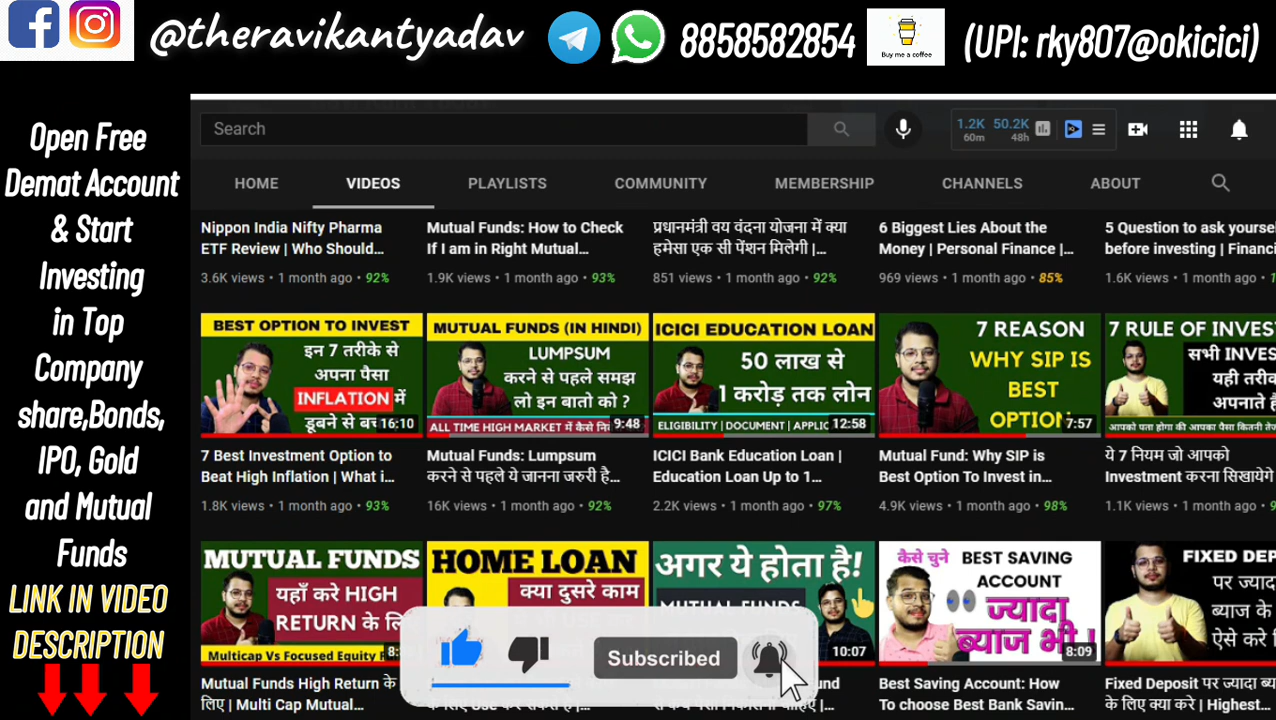 @theravikantyadav
8858582854
Buy me a coffee
(UPI: rky807@okicici)
Open Free
Demat Account
& Start
Investing
in Top
Company
share,Bonds,
IPO, Gold
and Mutual
Funds
LINK IN VIDEO
DESCRIPTION
Search
1.2K 50.2K
60m 48h
HOME
VIDEOS
PLAYLISTS
COMMUNITY
MEMBERSHIP
CHANNELS
ABOUT
Nippon India Nifty Pharma
ETF Review | Who Should...
3.6K views • 1 month ago • 92%
Mutual Funds: How to Check
If I am in Right Mutual...
1.9K views • 1 month ago • 93%
प्रधानमंत्री वय वंदना योजना में क्या
हमेसा एक सी पेंशन मिलेगी |...
851 views • 1 month ago • 92%
6 Biggest Lies About the
Money | Personal Finance |...
969 views • 1 month ago • 85%
5 Question to ask yourse
before investing | Financi
1.6K views • 1 month ago •
BEST OPTION TO INVEST
इन 7 तरीके से
अपना पैसा
INFLATION में
डूबने से
16:10
7 Best Investment Option to
Beat High Inflation | What i...
1.8K views • 1 month ago • 93%
MUTUAL FUNDS (IN HINDI)
LUMPSUM
करने से पहले समझ
लो इन बातो को ?
ALL TIME HIGH MARKET में कैसे
9:48
Mutual Funds: Lumpsum
करने से पहले ये जानना जरुरी है...
16K views • 1 month ago • 92%
ICICI EDUCATION LOAN
50 लाख से
1 करोड़ तक लोन
ELIGIBILITY | DOCUMENT | APPLIC
12:58
ICICI Bank Education Loan |
Education Loan Up to 1...
2.2K views • 1 month ago • 97%
7 REASON
WHY SIP IS
BEST
OPTION
7:57
Mutual Fund: Why SIP is
Best Option To Invest in...
4.9K views • 1 month ago • 98%
7 RULE OF INVES
सभी INVES
यही तरीक
अपनाते है
आपको पता होगा की आपका पैसा कितनी तेज
ये 7 नियम जो आपको
Investment करना सिखायेगे
1.1K views • 1 month ago • 9
MUTUAL FUNDS
यहाँ करे HIGH
RETURN के लि
Multicap Vs Focused Equity F
8:
Mutual Funds High Return के
लिए | Multi Cap Mutual...
HOME LOAN
क्या दुसरे काम
अगर ये होता है!
MUTUAL FUNDS
10:07
कैसे चुने
BEST SAVING
ACCOUNT
ज्यादा
ब्याज भी
8:09
Best Saving Account: How
To choose Best Bank Savin...
FIXED DEP
पर ज्याद
ब्याज के
ऐसे करे
Fixed Deposit पर ज्यादा ब्याज
के लिए क्या करे | Highest...
Subscribed